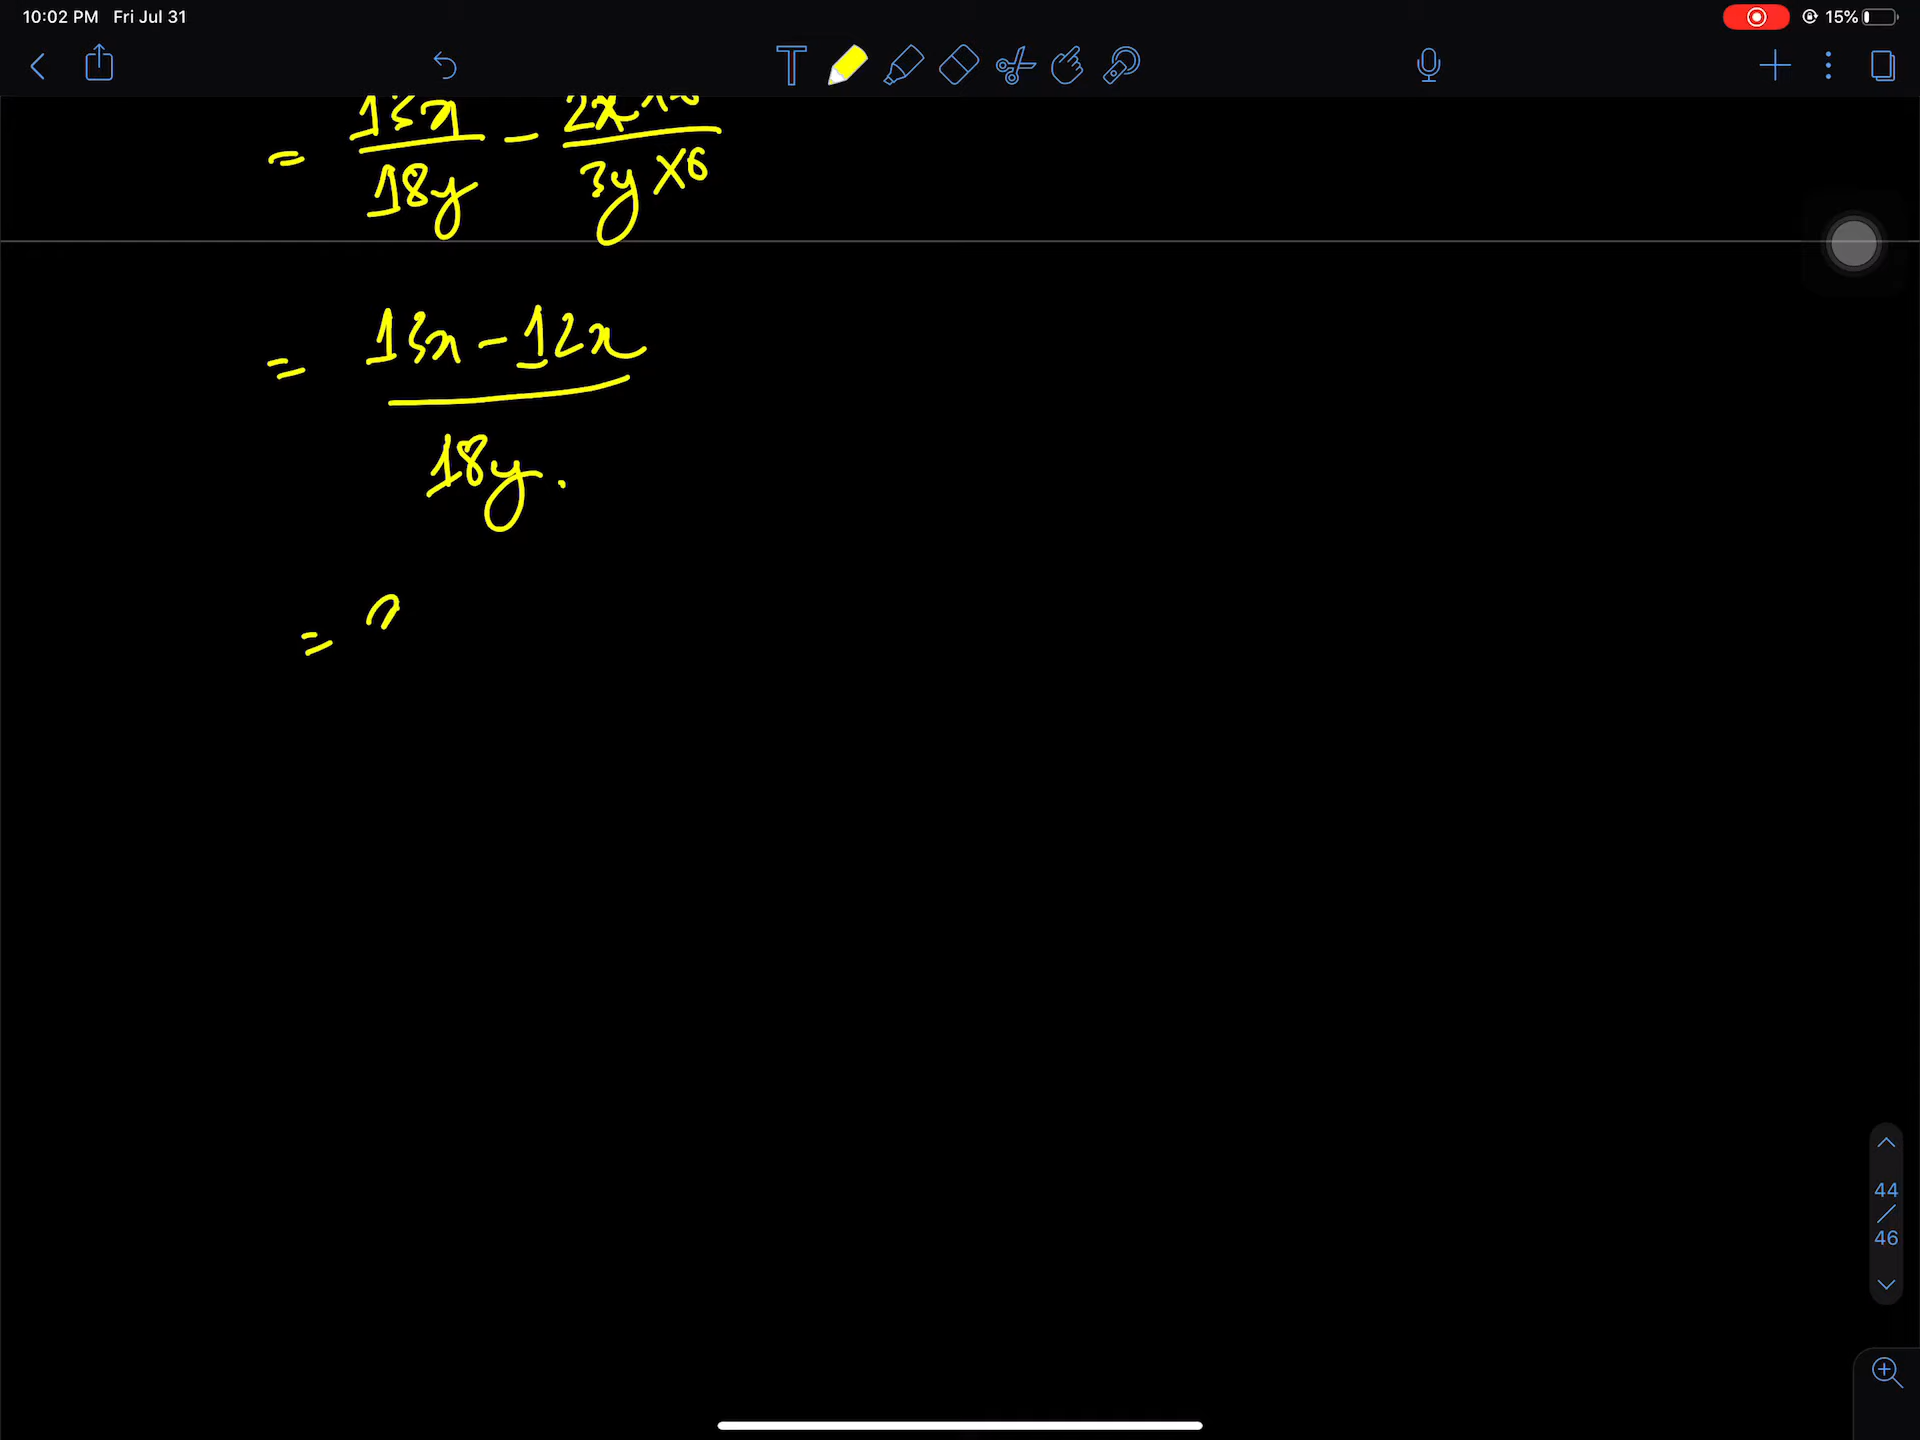 10:02 PM Fri Jul 31
15%
T
= 13x/18y - 2x×6/3y×6
= 13x-12x
18y.
=
44
/
46